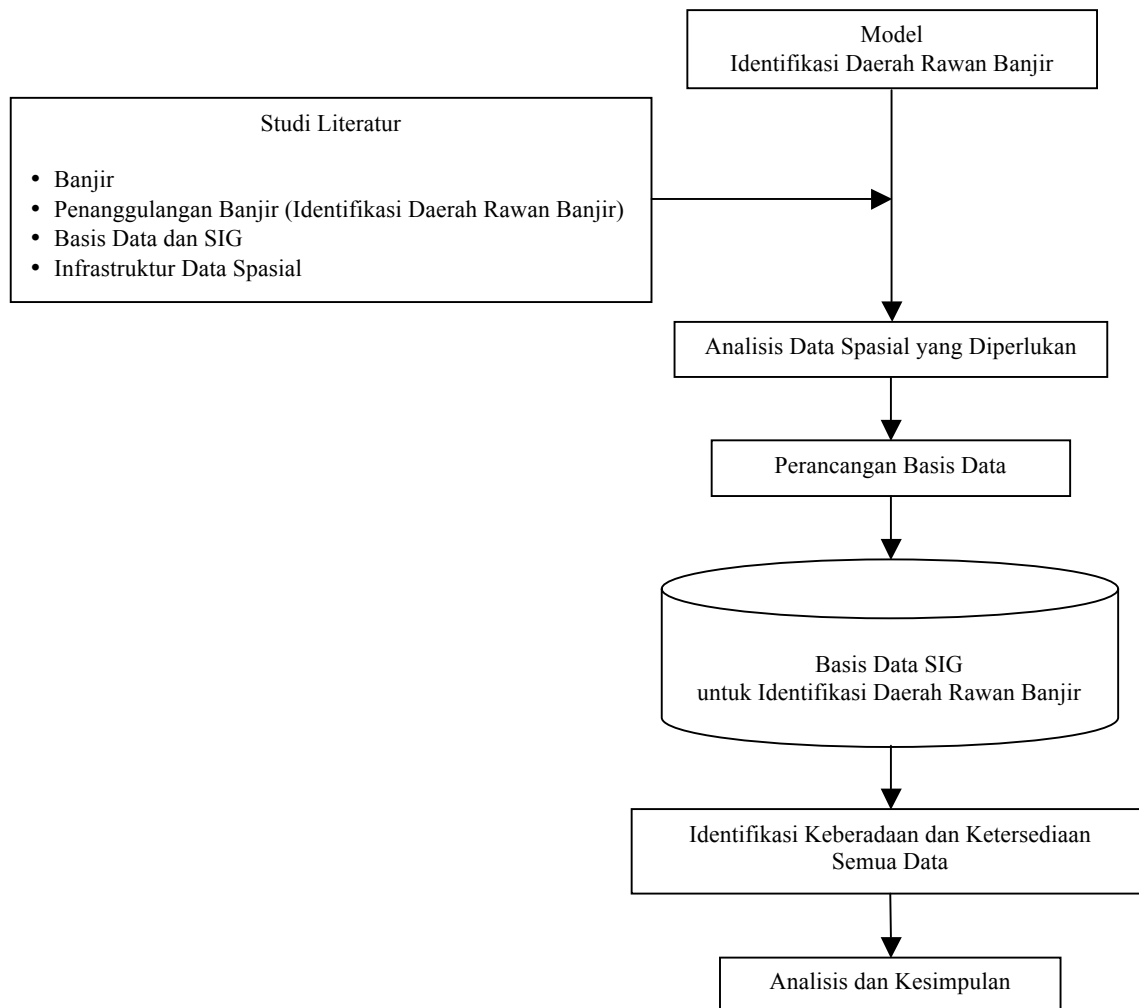 Model
Identifikasi Daerah Rawan Banjir
Studi Literatur
• Banjir
• Penanggulangan Banjir (Identifikasi Daerah Rawan Banjir)
• Basis Data dan SIG
• Infrastruktur Data Spasial
Analisis Data Spasial yang Diperlukan
Perancangan Basis Data
Basis Data SIG
untuk Identifikasi Daerah Rawan Banjir
Identifikasi Keberadaan dan Ketersediaan
Semua Data
Analisis dan Kesimpulan